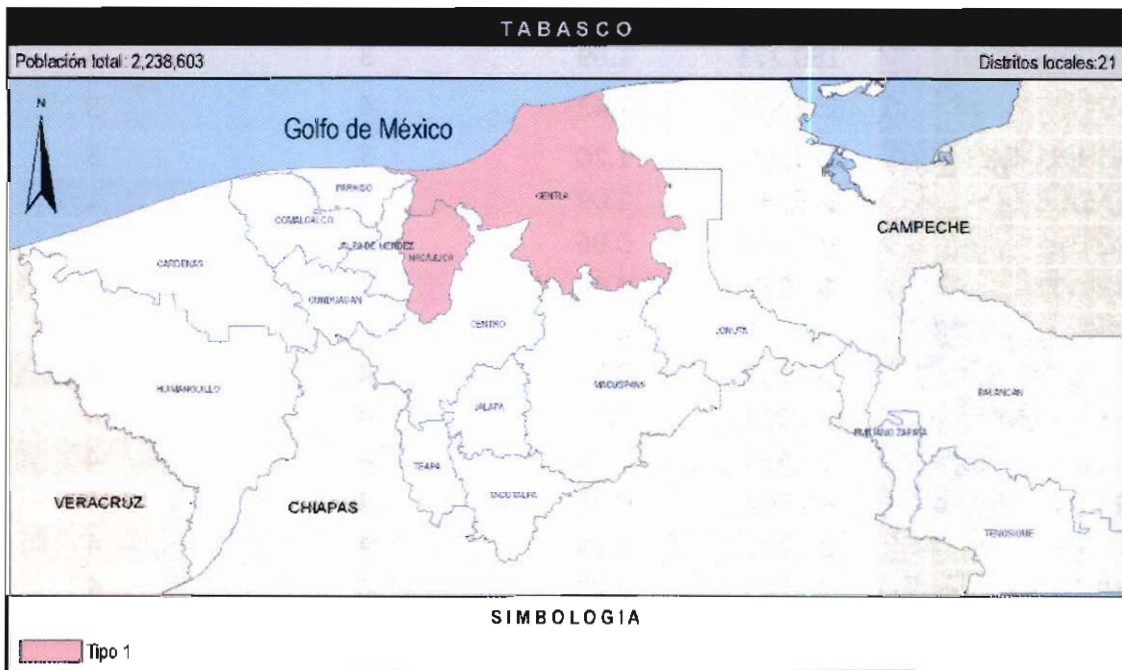 TABASCO
Población total: 2,238,603 Distritos locales:21
N
Golfo de México
PARAISO
CENTLA
COMALCALCO
CAMPECHE
JALPA DE MENDEZ
NACAJUCA
CARDENAS
CUNDUACAN
CENTRO
JONUTA
HUIMANGUILLO
MACUSPANA
BALANCAN
JALAPA
EMILIANO ZAPATA
TEAPA
VERACRUZ
CHIAPAS
TACOTALPA
TENOSIQUE
SIMBOLOGIA
Tipo 1